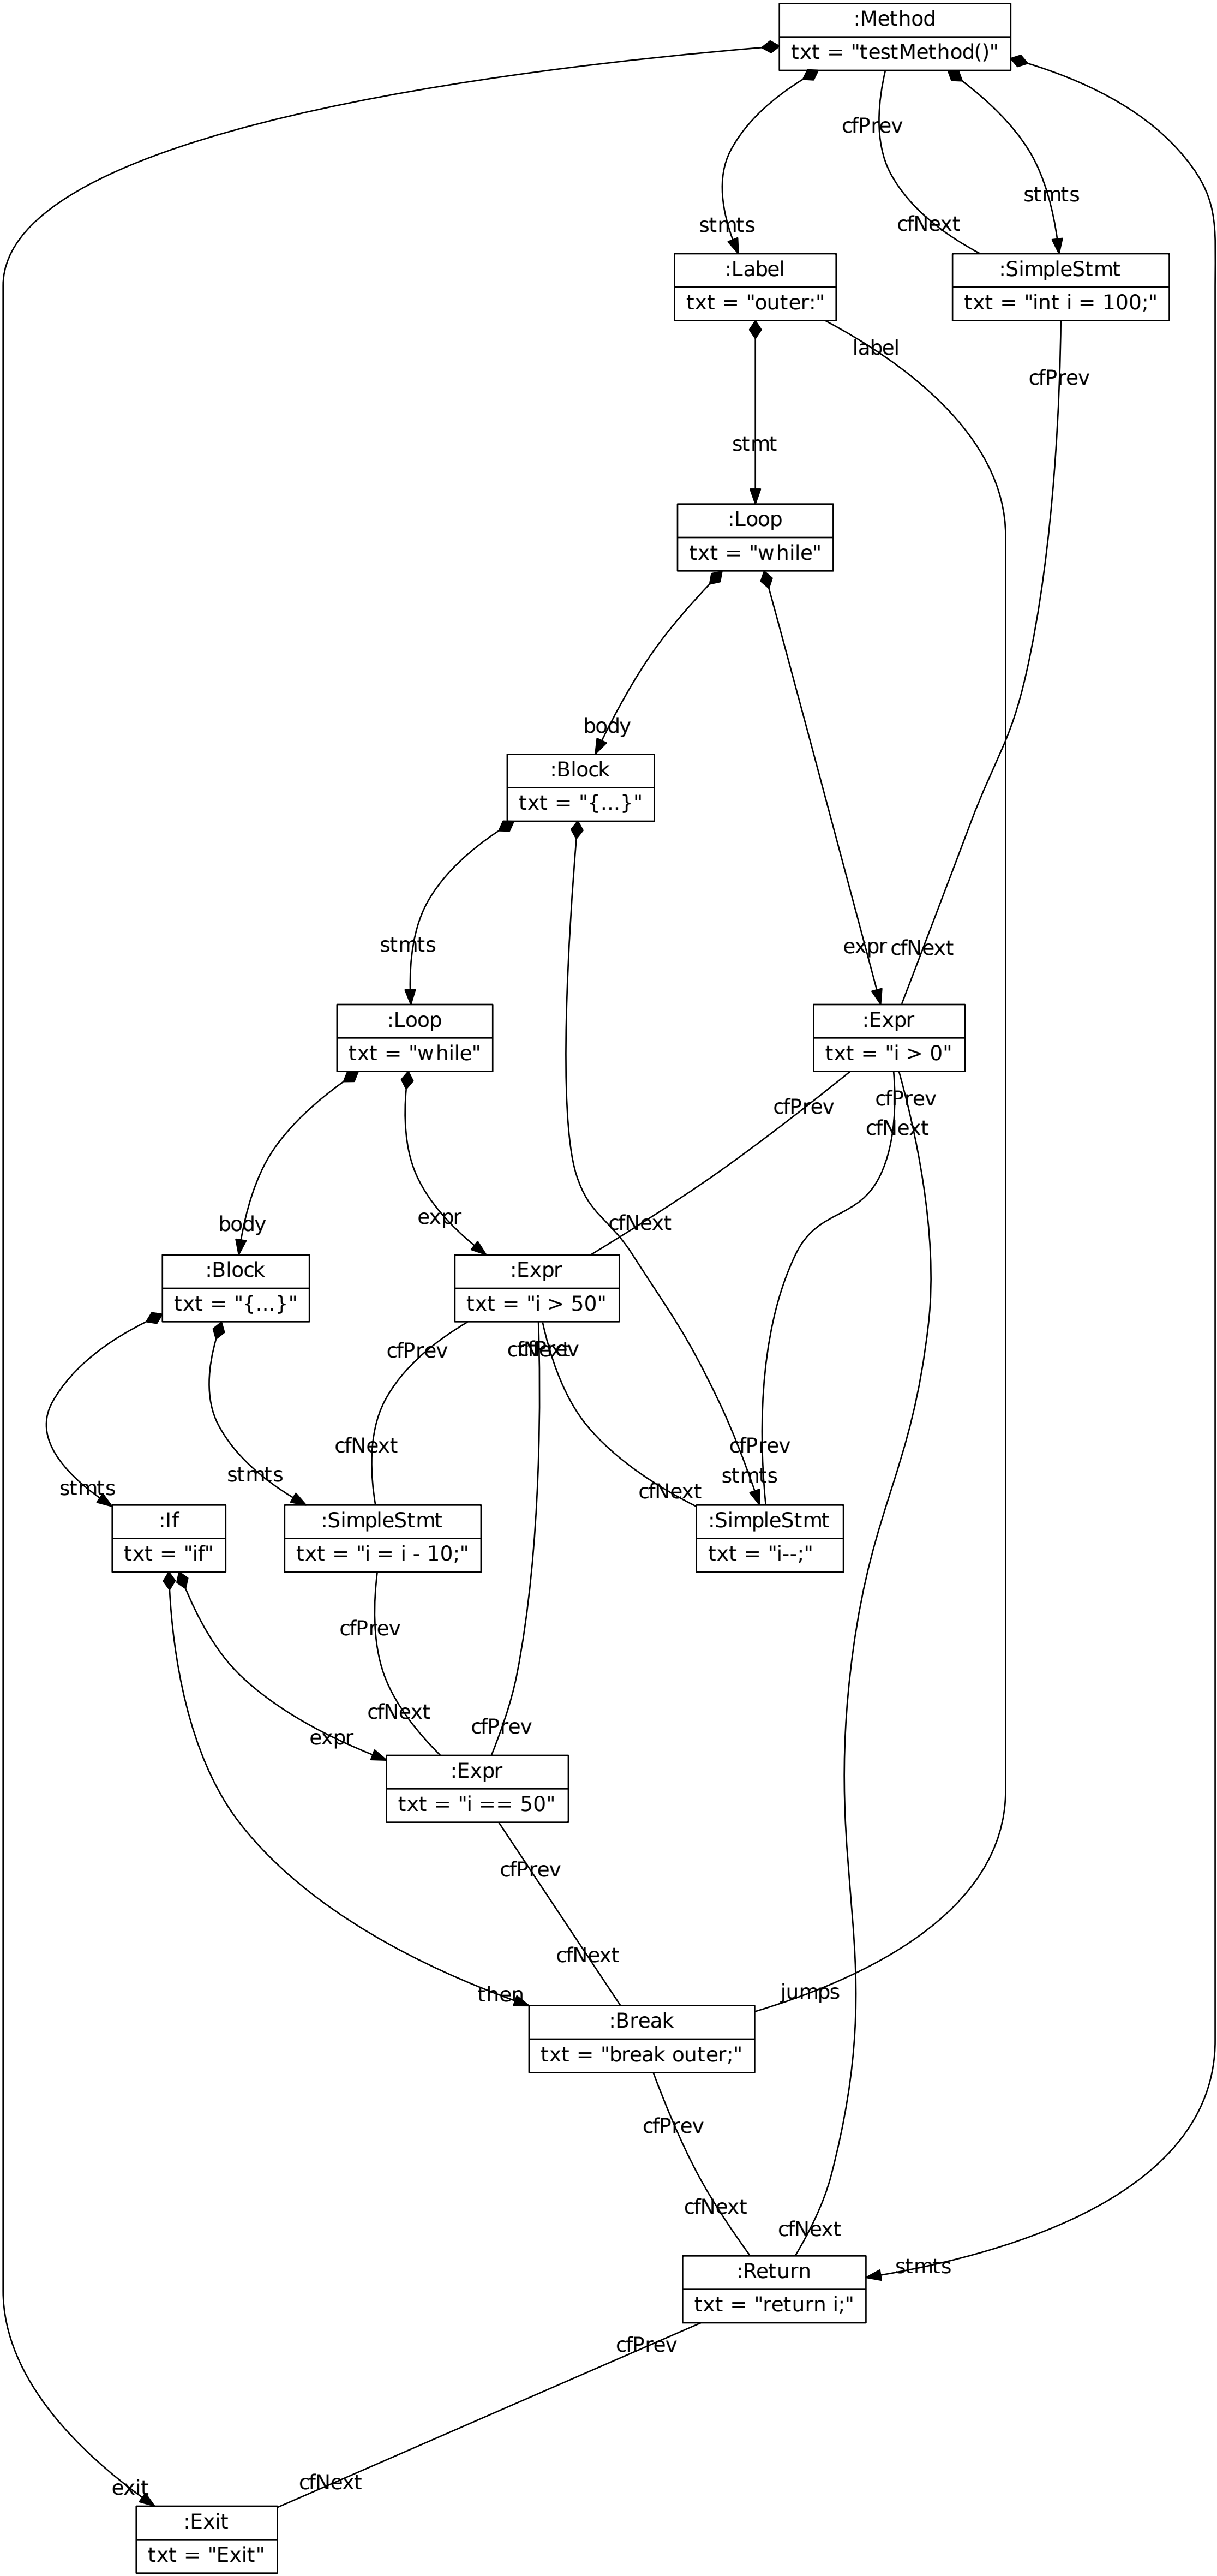 :Method
txt = "testMethod()"
cfPrev
stmts
cfNext
stmts
:Label
txt = "outer:"
:SimpleStmt
txt = "int i = 100;"
label
cfPrev
stmt
:Loop
txt = "while"
body
:Block
txt = "{...}"
stmts
expr
cfNext
:Loop
txt = "while"
:Expr
txt = "i > 0"
cfPrev
cfPrev
cfNext
body
expr
cfNext
:Block
txt = "{...}"
:Expr
txt = "i > 50"
cfPrev
cfNext
cfPrev
cfNext
cfPrev
stmts
stmts
stmts
cfNext
:If
txt = "if"
:SimpleStmt
txt = "i = i - 10;"
:SimpleStmt
txt = "i--;"
cfPrev
cfNext
cfPrev
expr
:Expr
txt = "i == 50"
cfPrev
cfNext
then
jumps
:Break
txt = "break outer;"
cfPrev
cfNext
cfNext
stmts
:Return
txt = "return i;"
cfPrev
cfNext
exit
:Exit
txt = "Exit"